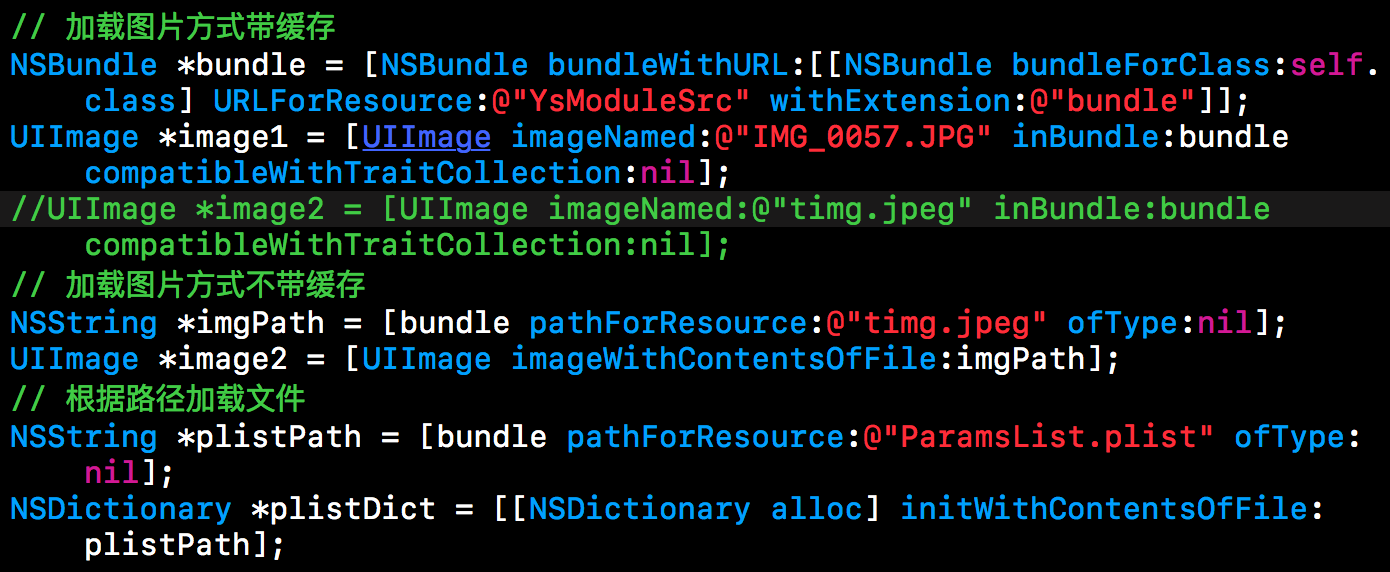 // 加载图片方式带缓存
NSBundle *bundle = [NSBundle bundleWithURL:[[NSBundle bundleForClass:self.
class] URLForResource:@"YsModuleSrc" withExtension:@"bundle"]];
UIImage *image1 = [UIImage imageNamed:@"IMG_0057.JPG" inBundle:bundle
compatibleWithTraitCollection:nil];
//UIImage *image2 = [UIImage imageNamed:@"timg.jpeg" inBundle:bundle
compatibleWithTraitCollection:nil];
// 加载图片方式不带缓存
NSString *imgPath = [bundle pathForResource:@"timg.jpeg" ofType:nil];
UIImage *image2 = [UIImage imageWithContentsOfFile:imgPath];
// 根据路径加载文件
NSString *plistPath = [bundle pathForResource:@"ParamsList.plist" ofType:
nil];
NSDictionary *plistDict = [[NSDictionary alloc] initWithContentsOfFile:
plistPath];